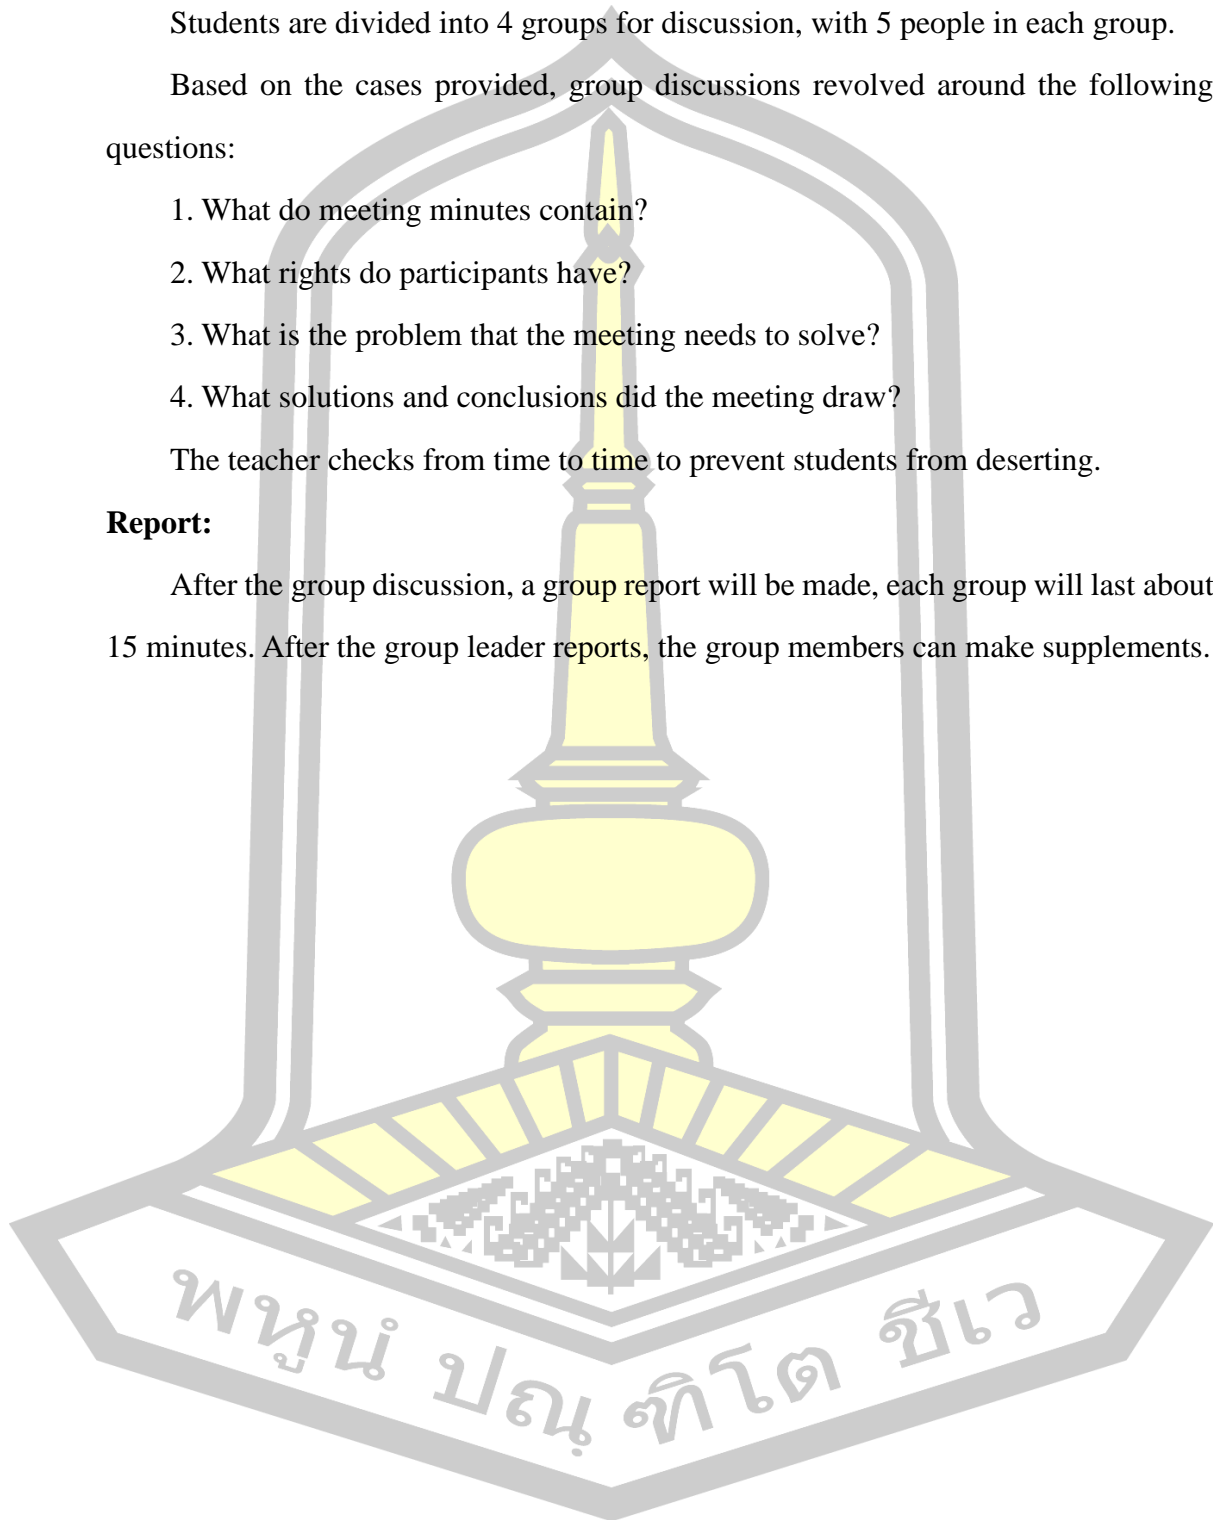 Students are divided into 4 groups for discussion, with 5 people in each group.
Based on the cases provided, group discussions revolved around the following
questions:
1. What do meeting minutes contain?
2. What rights do participants have?
3. What is the problem that the meeting needs to solve?
4. What solutions and conclusions did the meeting draw?
The teacher checks from time to time to prevent students from deserting.
Report:
After the group discussion, a group report will be made, each group will last about
15 minutes. After the group leader reports, the group members can make supplements.
พหูนํ ปณฺฑิโต ชีเว